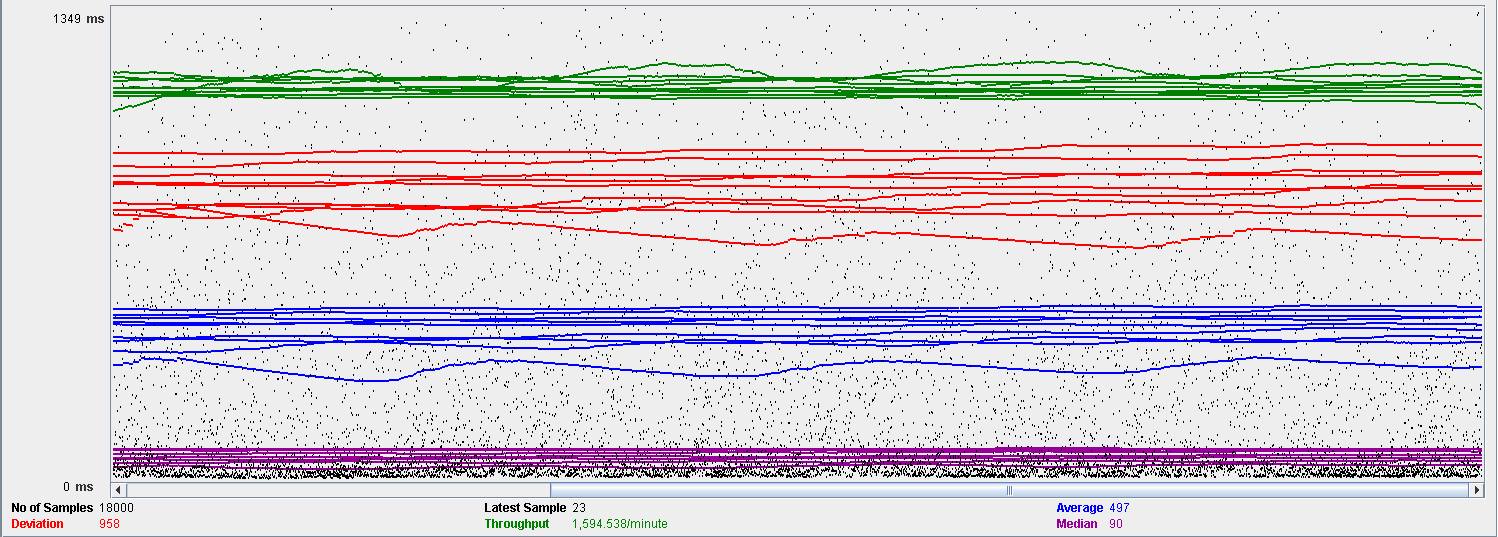 1349 ms
0 ms
No of Samples 18000 Latest Sample 23 Average 497
Deviation 958 Throughput 1,594.538/minute Median 90